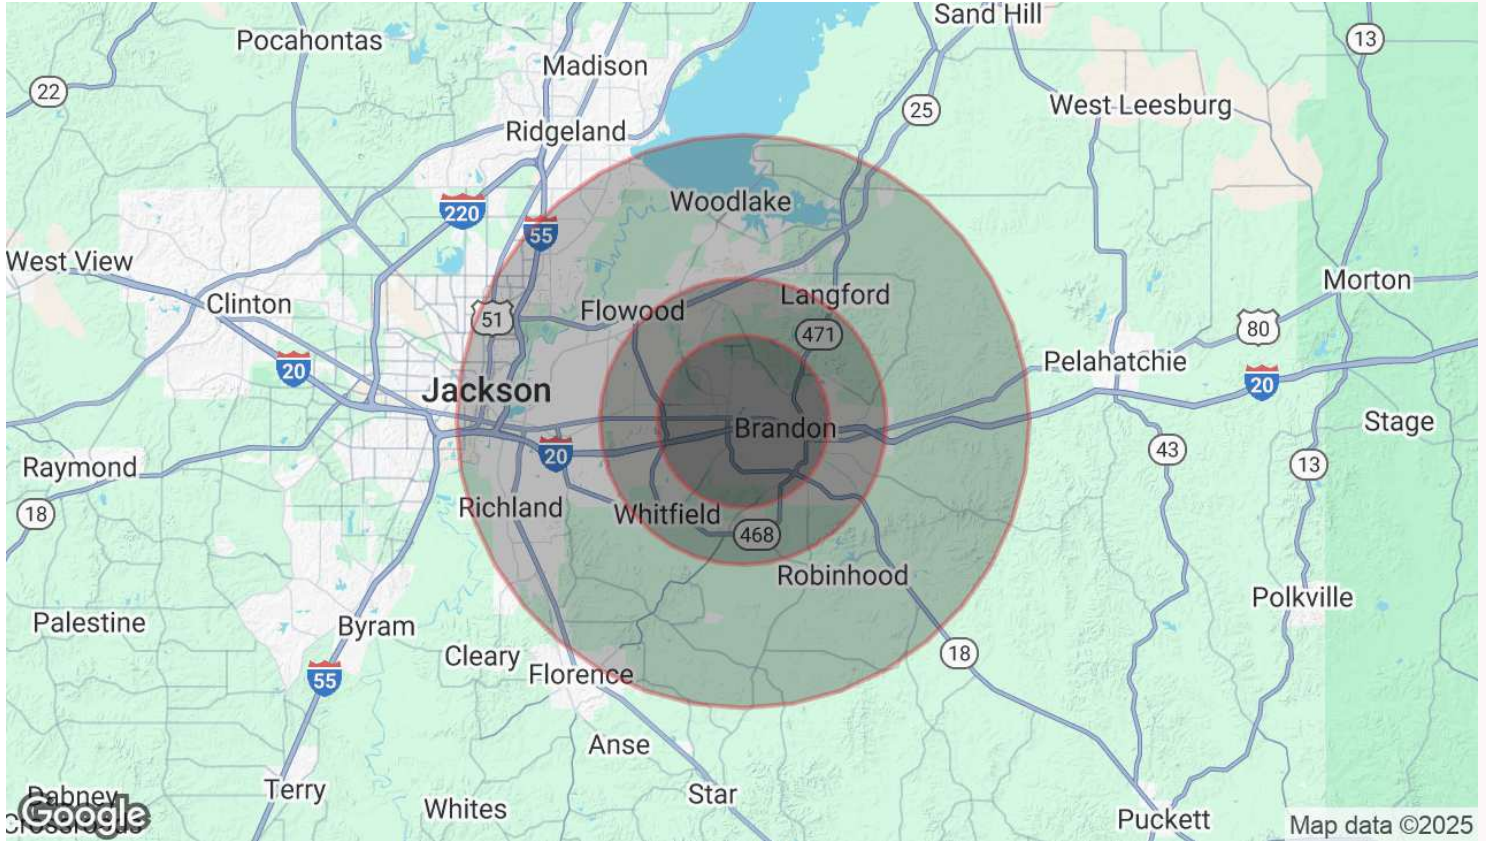 Sand Hill
Pocahontas
13
Madison
22
West Leesburg
25
Ridgeland
Woodlake
220
55
West View
Morton
Langford
Clinton
Flowood
51
80
471
Pelahatchie
20
20
Jackson
Stage
Brandon
43
20
Raymond
13
Richland
18
Whitfield
468
Robinhood
Polkville
Palestine
Byram
18
Cleary
Florence
55
Anse
Terry
Star
Dabney
Crossroads
Whites
Google
Puckett
Map data ©2025